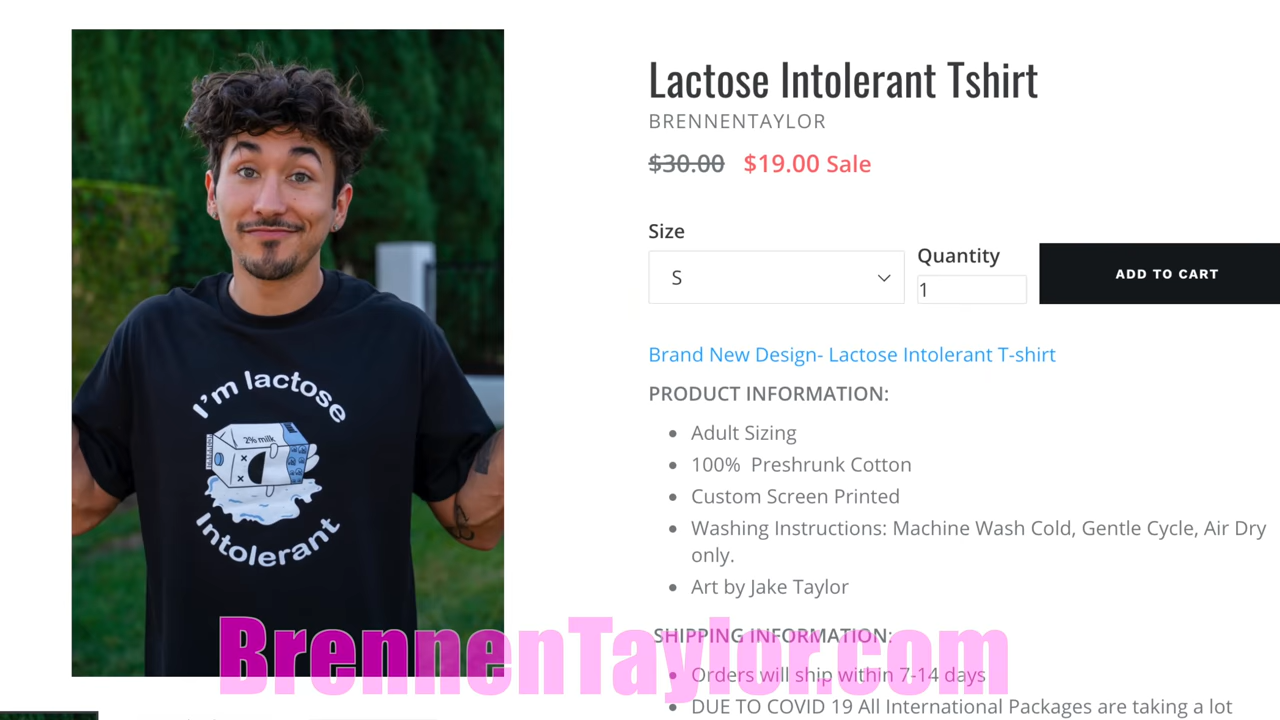 Lactose Intolerant Tshirt
BRENNENTAYLOR
$30.00 $19.00 Sale
Size
Quantity
S
1
ADD TO CART
Brand New Design- Lactose Intolerant T-shirt
PRODUCT INFORMATION:
Adult Sizing
100% Preshrunk Cotton
Custom Screen Printed
Washing Instructions: Machine Wash Cold, Gentle Cycle, Air Dry
only.
Art by Jake Taylor
SHIPPING INFORMATION:
Orders will ship within 7-14 days
DUE TO COVID 19 All International Packages are taking a lot
I'm lactose
2% milk
Intolerant
BrennenTaylor.com